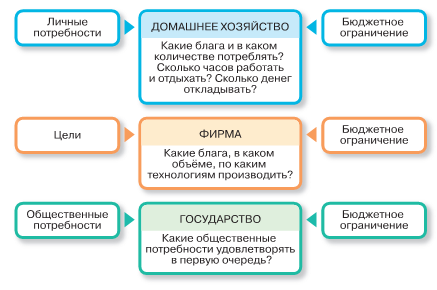 Личные
потребности
ДОМАШНЕЕ ХОЗЯЙСТВО
Какие блага и в каком
количестве потреблять?
Сколько часов работать
и отдыхать? Сколько денег
откладывать?
Бюджетное
ограничение
Цели
ФИРМА
Какие блага, в каком
объёме, по каким
технологиям производить?
Бюджетное
ограничение
Общественные
потребности
ГОСУДАРСТВО
Какие общественные
потребности удовлетворять
в первую очередь?
Бюджетное
ограничение